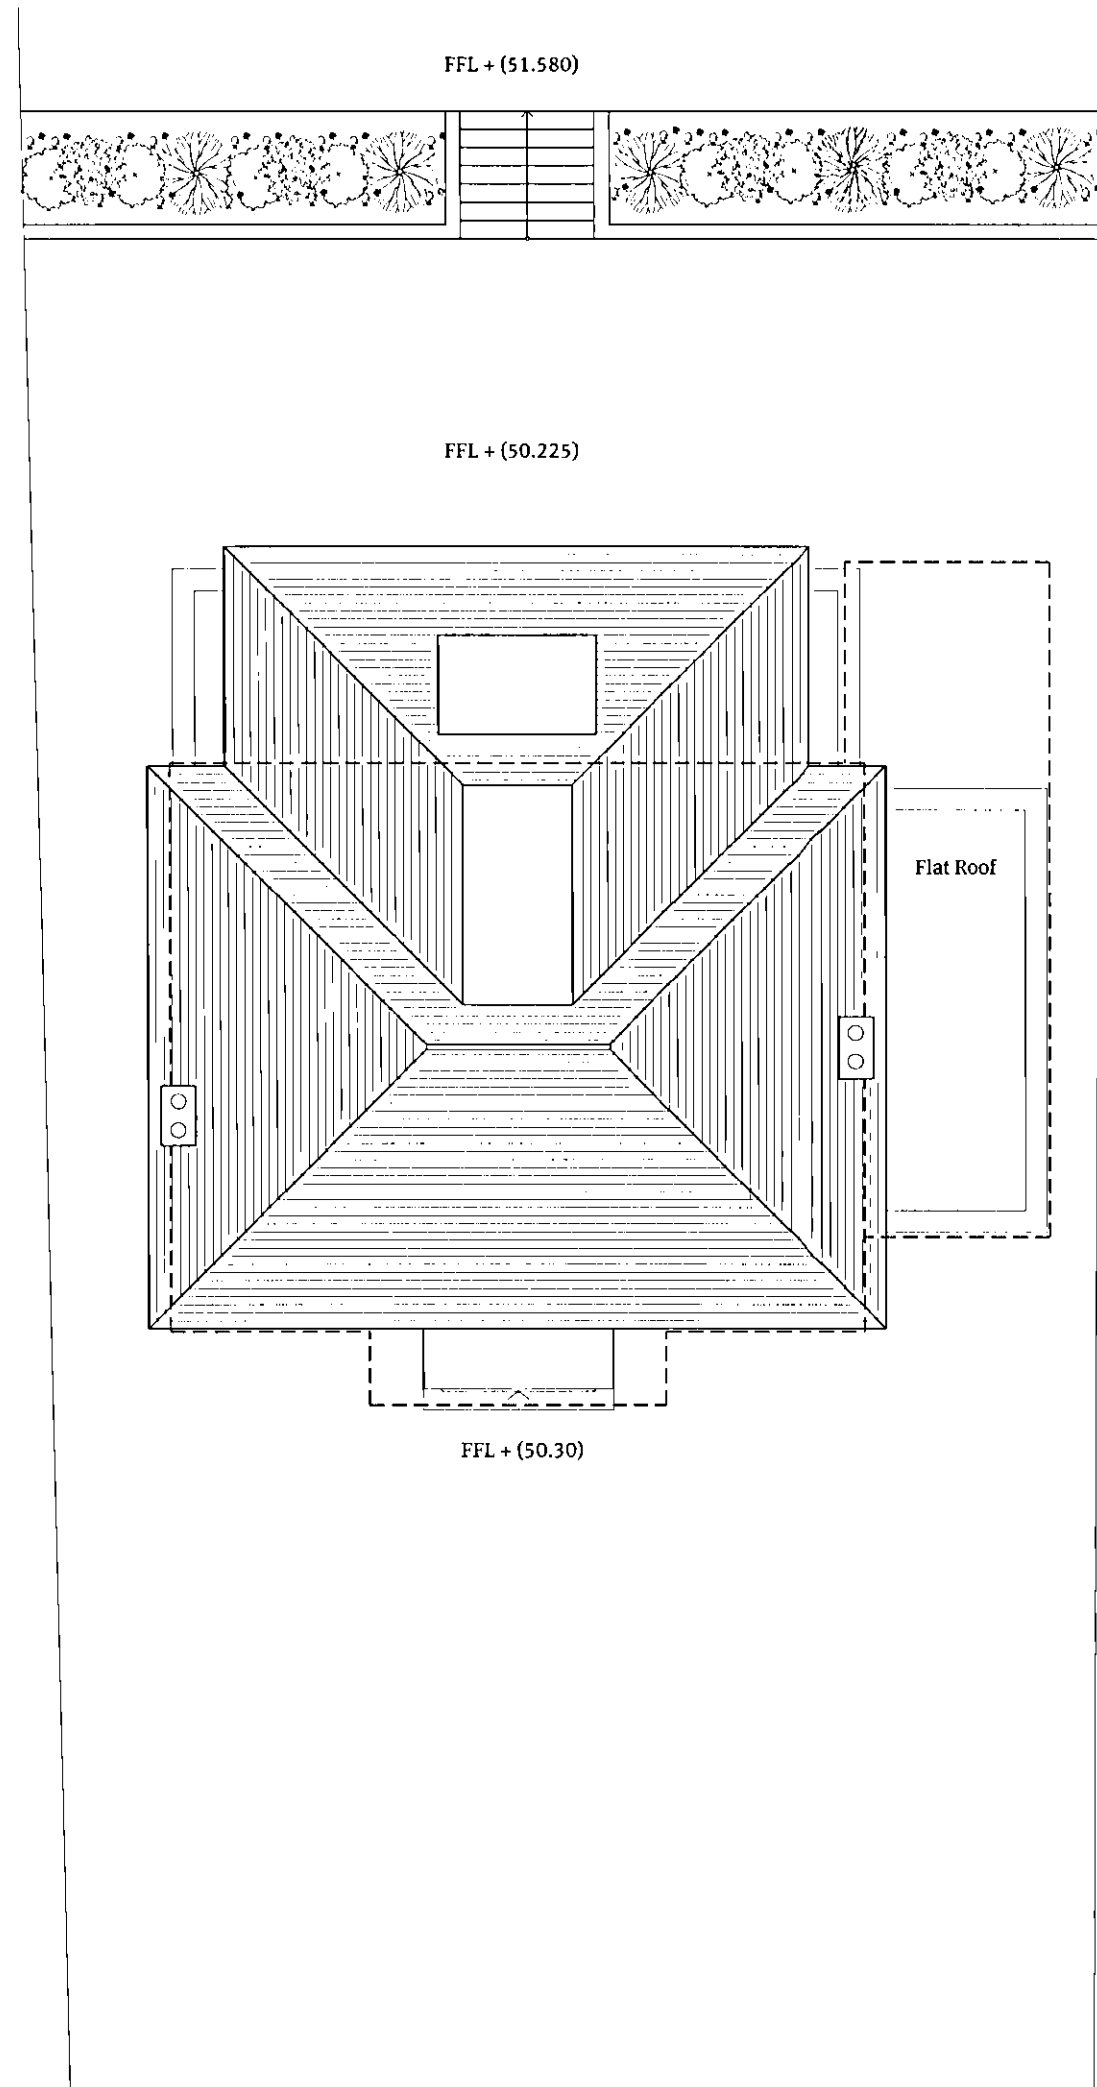 FFL + (51.580)
FFL + (50.225)
Flat Roof
FFL + (50.30)